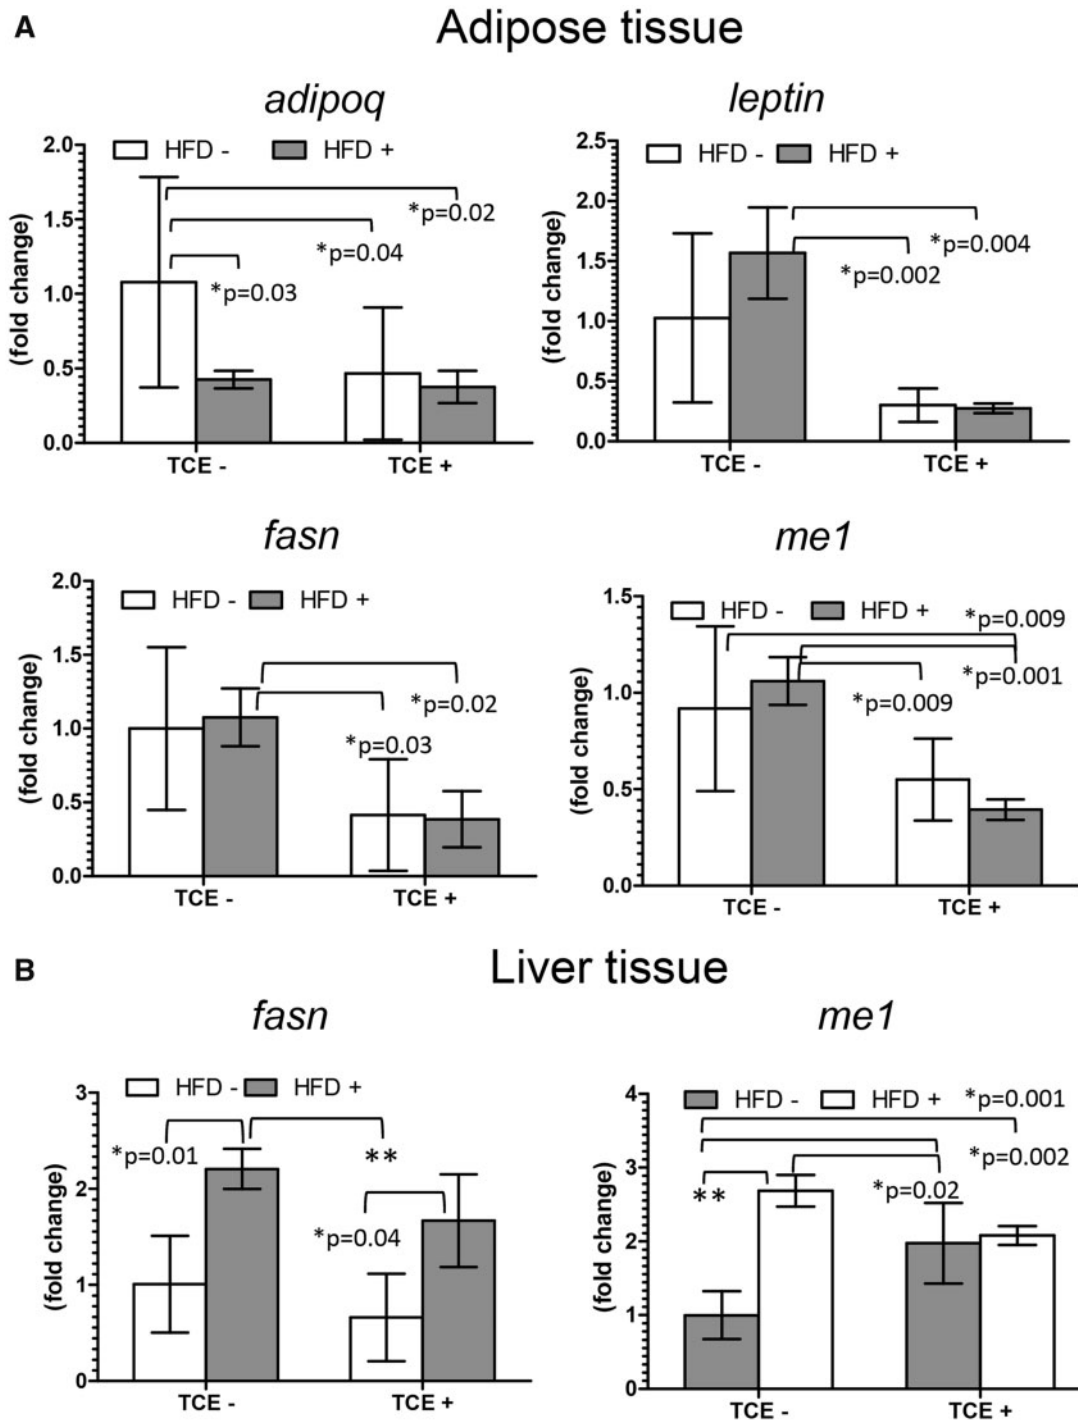 A Adipose tissue
adipoq
HFD - HFD +
2.0
1.5
1.0
0.5
0.0
(fold change)
*p=0.02
*p=0.04
*p=0.03
TCE - TCE +
leptin
HFD - HFD +
2.5
2.0
1.5
1.0
0.5
0.0
(fold change)
*p=0.004
*p=0.002
TCE - TCE +
fasn
HFD - HFD +
2.0
1.5
1.0
0.5
0.0
(fold change)
*p=0.02
*p=0.03
TCE - TCE +
me1
HFD - HFD +
1.5
1.0
0.5
0.0
(fold change)
*p=0.009
*p=0.001
*p=0.009
TCE - TCE +
B Liver tissue
fasn
HFD - HFD +
3
2
1
0
(fold change)
*p=0.01
**
*p=0.04
TCE - TCE +
me1
HFD - HFD +
4
3
2
1
0
(fold change)
*p=0.001
*p=0.002
*p=0.02
**
TCE - TCE +